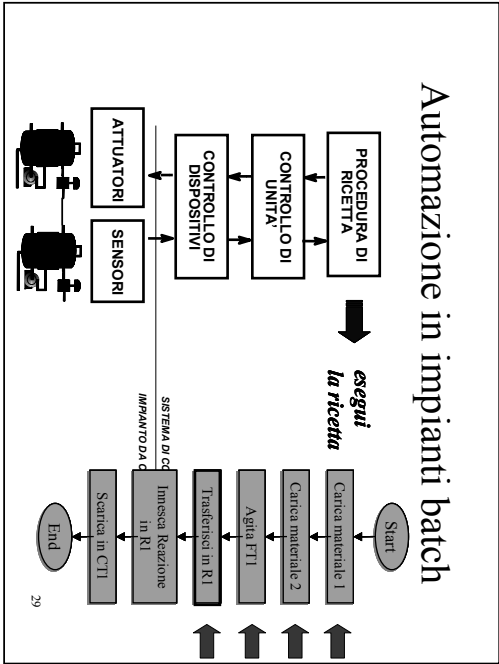 Automazione in impianti batch
PROCEDURA DI
RICETTA
CONTROLLO DI
UNITA'
CONTROLLO DI
DISPOSITIVI
ATTUATORI
SENSORI
esegui
la ricetta
SISTEMA DI CO
IMPIANTO DA C
Start
Carica materiale 1
Carica materiale 2
Agita FT1
Trasferisci in R1
Innesca Reazione
in R1
Scarica in CT1
End
29